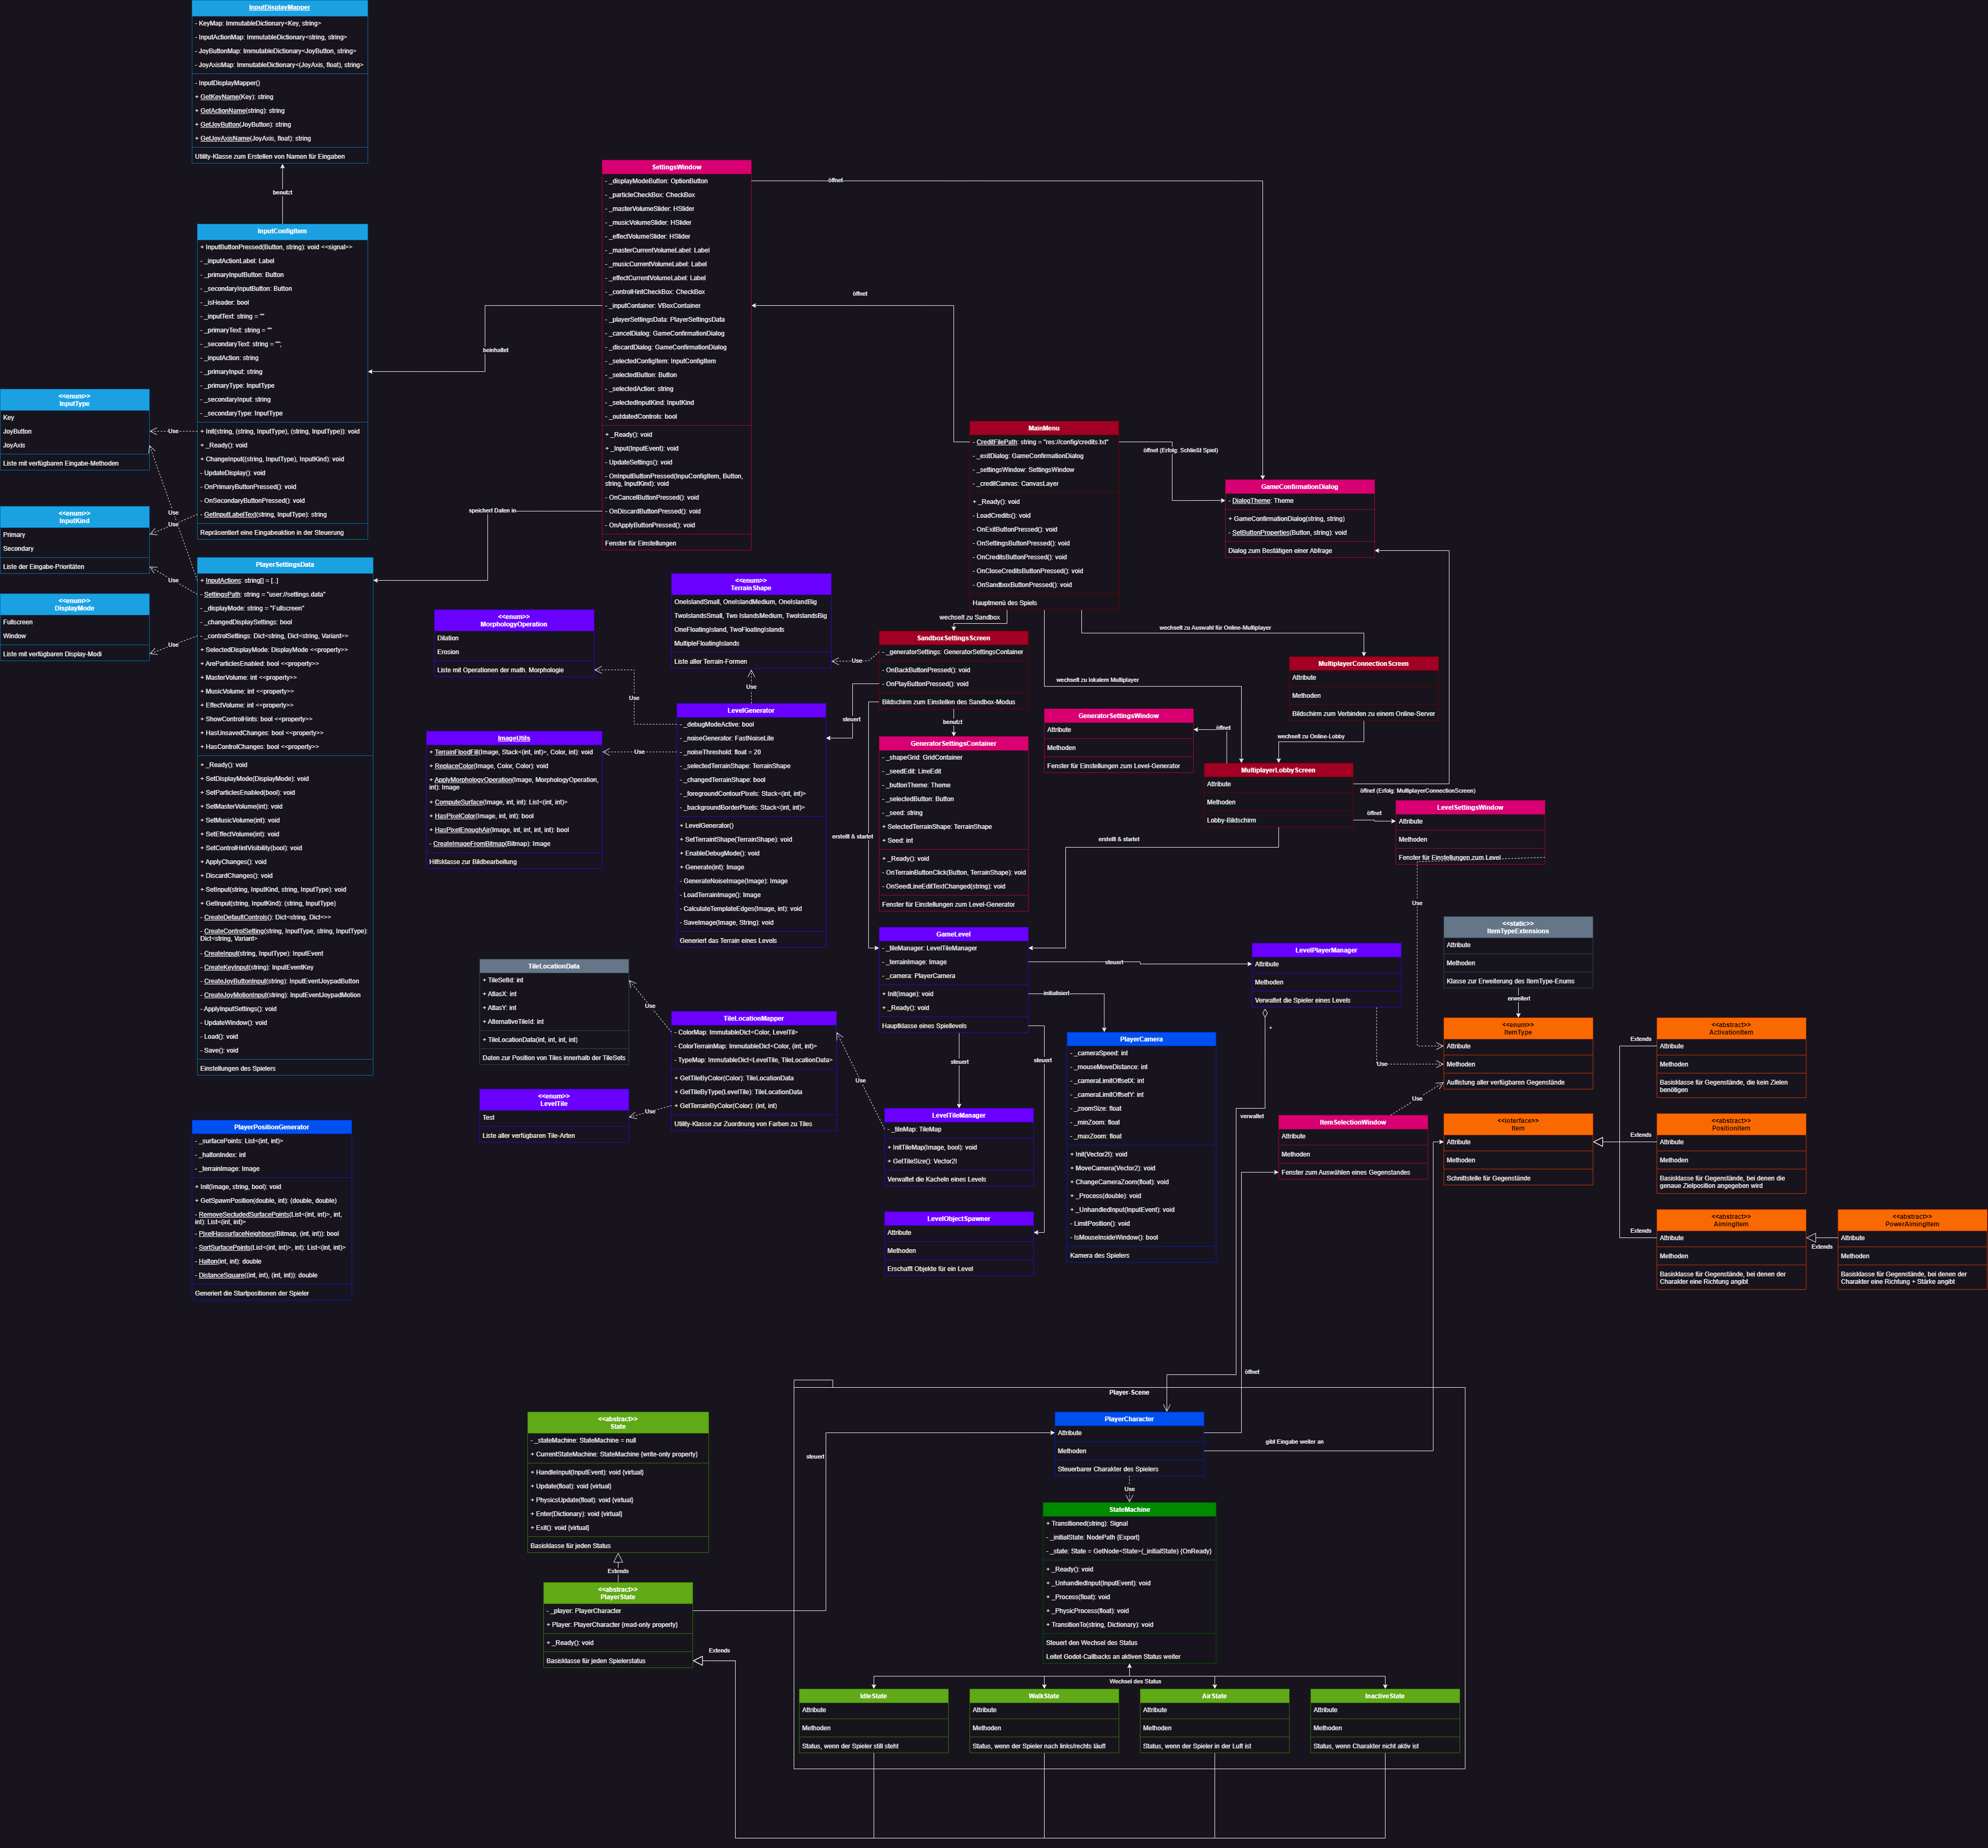 InputDisplayMapper
- KeyMap: ImmutableDictionary<Key, string>
- InputActionMap: ImmutableDictionary<string, string>
- JoyButtonMap: ImmutableDictionary<JoyButton, string>
- JoyAxisMap: ImmutableDictionary<(JoyAxis, float), string>
- InputDisplayMapper()
+ GetKeyName(Key): string
+ GetActionName(string): string
+ GetJoyButton(JoyButton): string
+ GetJoyAxisName(JoyAxis, float): string
Utility-Klasse zum Erstellen von Namen für Eingaben
benutzt
InputConfigItem
+ InputButtonPressed(Button, string): void <<signal>>
- _inputActionLabel: Label
- _primaryInputButton: Button
- _secondaryInputButton: Button
- _isHeader: bool
- _inputText: string = ""
- _primaryText: string = ""
- _secondaryText: string = "";
- _inputAction: string
- _primaryInput: string
- _primaryType: InputType
- _secondaryInput: string
- _secondaryType: InputType
+ Init(string, (string, InputType), (string, InputType)): void
+ _Ready(): void
+ ChangeInput((string, InputType), InputKind): void
- UpdateDisplay(): void
- OnPrimaryButtonPressed(): void
- OnSecondaryButtonPressed(): void
- GetInputLabelText(string, InputType): string
Repräsentiert eine Eingabeaktion in der Steuerung
<<enum>>
InputType
Key
JoyButton
JoyAxis
Liste mit verfügbaren Eingabe-Methoden
Use
<<enum>>
InputKind
Primary
Secondary
Liste der Eingabe-Prioritäten
Use
Use
Use
<<enum>>
DisplayMode
Fullscreen
Window
Liste mit verfügbaren Display-Modi
Use
PlayerSettingsData
+ InputActions: string[] = [..]
- SettingsPath: string = "user://settings.data"
- _displayMode: string = "Fullscreen"
- _changedDisplaySettings: bool
- _controlSettings: Dict<string, Dict<string, Variant>>
+ SelectedDisplayMode: DisplayMode <<property>>
+ AreParticlesEnabled: bool <<property>>
+ MasterVolume: int <<property>>
+ MusicVolume: int <<property>>
+ EffectVolume: int <<property>>
+ ShowControlHints: bool <<property>>
+ HasUnsavedChanges: bool <<property>>
+ HasControlChanges: bool <<property>>
+ _Ready(): void
+ SetDisplayMode(DisplayMode): void
+ SetParticlesEnabled(bool): void
+ SetMasterVolume(int): void
+ SetMusicVolume(int): void
+ SetEffectVolume(int): void
+ SetControlHintVisibility(bool): void
+ ApplyChanges(): void
+ DiscardChanges(): void
+ SetInput(string, InputKind, string, InputType): void
+ GetInput(string, InputKind): (string, InputType)
- CreateDefaultControls(): Dict<string, Dict<>>
- CreateControlSetting(string, InputType, string, InputType):
Dict<string, Variant>
- CreateInput(string, InputType): InputEvent
- CreateKeyInput(string): InputEventKey
- CreateJoyButtonInput(string): InputEventJoypadButton
- CreateJoyMotionInput(string): InputEventJoypadMotion
- ApplyInputSettings(): void
- UpdateWindow(): void
- Load(): void
- Save(): void
Einstellungen des Spielers
PlayerPositionGenerator
- _surfacePoints: List<(int, int)>
- _haltonIndex: int
- _terrainImage: Image
+ Init(Image, string, bool): void
+ GetSpawnPosition(double, int): (double, double)
- RemoveSecludedSurfacePoints(List<(int, int)>, int,
int): List<(int, int)>
- PixelHassurfaceNeighbors(Bitmap, (int, int)): bool
- SortSurfacePoints(List<(int, int)>, int): List<(int, int)>
- Halton(int, int): double
- DistanceSquare((int, int), (int, int)): double
Generiert die Startpositionen der Spieler
SettingsWindow
- _displayModeButton: OptionButton
- _particleCheckBox: CheckBox
- _masterVolumeSlider: HSlider
- _musicVolumeSlider: HSlider
- _effectVolumeSlider: HSlider
- _masterCurrentVolumeLabel: Label
- _musicCurrentVolumeLabel: Label
- _effectCurrentVolumeLabel: Label
- _controlHintCheckBox: CheckBox
- _inputContainer: VBoxContainer
- _playerSettingsData: PlayerSettingsData
- _cancelDialog: GameConfirmationDialog
- _discardDialog: GameConfirmationDialog
- _selectedConfigItem: InputConfigItem
- _selectedButton: Button
- _selectedAction: string
- _selectedInputKind: InputKind
- _outdatedControls: bool
+ _Ready(): void
+ _Input(InputEvent): void
- UpdateSettings(): void
- OnInputButtonPressed(InpuConfigItem, Button,
string, InputKind): void
- OnCancelButtonPressed(): void
- OnDiscardButtonPressed(): void
- OnApplyButtonPressed(): void
Fenster für Einstellungen
beinhaltet
speichert Daten in
öffnet
öffnet
MainMenu
- CreditFilePath: string = "res://config/credits.txt"
- _exitDialog: GameConfirmationDialog
- _settingsWindow: SettingsWindow
- _creditCanvas: CanvasLayer
+ _Ready(): void
- LoadCredits(): void
- OnExitButtonPressed(): void
- OnSettingsButtonPressed(): void
- OnCreditsButtonPressed(): void
- OnCloseCreditsButtonPressed(): void
- OnSandboxButtonPressed(): void
Hauptmenü des Spiels
öffnet (Erfolg: Schließt Spiel)
GameConfirmationDialog
- DialogTheme: Theme
+ GameConfirmationDialog(string, string)
- SetButtonProperties(Button, string): void
Dialog zum Bestätigen einer Abfrage
wechselt zu Sandbox
wechselt zu Auswahl für Online-Multiplayer
wechselt zu lokalem Multiplayer
<<enum>>
TerrainShape
OneIslandSmall, OneIslandMedium, OneIslandBig
TwoIslandsSmall, Two IslandsMedium, TwoIslandsBig
OneFloatingIsland, TwoFloatingIslands
MultipleFloatingIslands
Liste aller Terrain-Formen
Use
Use
<<enum>>
MorphologyOperation
Dilation
Erosion
Liste mit Operationen der math. Morphologie
Use
SandboxSettingsScreen
- _generatorSettings: GeneratorSettingsContainer
- OnBackButtonPressed(): void
- OnPlayButtonPressed(): void
Bildschirm zum Einstellen des Sandbox-Modus
steuert
benutzt
erstellt & startet
LevelGenerator
- _debugModeActive: bool
- _noiseGenerator: FastNoiseLite
- _noiseThreshold: float = 20
- _selectedTerrainShape: TerrainShape
- _changedTerrainShape: bool
- _foregroundContourPixels: Stack<(int, int)>
- _backgroundBorderPixels: Stack<(int, int)>
+ LevelGenerator()
+ SetTerraintShape(TerrainShape): void
+ EnableDebugMode(): void
+ Generate(int): Image
- GenerateNoiseImage(Image): Image
- LoadTerrainImage(): Image
- CalculateTemplateEdges(Image, int): void
- SaveImage(Image, String): void
Generiert das Terrain eines Levels
Use
ImageUtils
+ TerrainFloodFill(Image, Stack<(int, int)>, Color, int): void
+ ReplaceColor(Image, Color, Color): void
+ ApplyMorphologyOperation(Image, MorphologyOperation,
int): Image
+ ComputeSurface(Image, int, int): List<(int, int)>
+ HasPixelColor(Image, int, int): bool
+ HasPixelEnoughAir(Image, int, int, int, int): bool
- CreateImageFromBitmap(Bitmap): Image
Hilfsklasse zur Bildbearbeitung
GeneratorSettingsContainer
- _shapeGrid: GridContainer
- _seedEdit: LineEdit
- _buttonTheme: Theme
- _selectedButton: Button
- _seed: string
+ SelectedTerrainShape: TerrainShape
+ Seed: int
+ _Ready(): void
- OnTerrainButtonClick(Button, TerrainShape): void
- OnSeedLineEditTextChanged(string): void
Fenster für Einstellungen zum Level-Generator
GeneratorSettingsWindow
Attribute
Methoden
Fenster für Einstellungen zum Level-Generator
öffnet
MultiplayerConnectionScreen
Attribute
Methoden
Bildschirm zum Verbinden zu einem Online-Server
wechselt zu Online-Lobby
MultiplayerLobbyScreen
Attribute
Methoden
Lobby-Bildschirm
öffnet (Erfolg: MultiplayerConnectionScreen)
öffnet
erstellt & startet
LevelSettingsWindow
Attribute
Methoden
Fenster für Einstellungen zum Level
Use
GameLevel
- _tileManager: LevelTileManager
- _terrainImage: Image
- _camera: PlayerCamera
+ Init(Image): void
+ _Ready(): void
Hauptklasse eines Spiellevels
steuert
initialisiert
steuert
steuert
LevelPlayerManager
Attribute
Methoden
Verwaltet die Spieler eines Levels
*
verwaltet
Use
<<static>>
ItemTypeExtensions
Attribute
Methoden
Klasse zur Erweiterung des ItemType-Enums
erweitert
<<enum>>
ItemType
Attribute
Methoden
Auflistung aller verfügbaren Gegenstände
Use
TileLocationData
+ TileSetId: int
+ AtlasX: int
+ AtlasY: int
+ AlternativeTileId: int
+ TileLocationData(int, int, int, int)
Daten zur Position von Tiles innerhalb der TileSets
Use
TileLocationMapper
- ColorMap: ImmutableDict<Color, LevelTil>
- ColorTerrainMap: ImmutableDict<Color, (int, int)>
- TypeMap: ImmutableDict<LevelTile, TileLocationData>
+ GetTileByColor(Color): TileLocationData
+ GetTileByType(LevelTile): TileLocationData
+ GetTerrainByColor(Color): (int, int)
Utility-Klasse zur Zuordnung von Farben zu Tiles
Use
Use
<<enum>>
LevelTile
Test
Liste aller verfügbaren Tile-Arten
LevelTileManager
- _tileMap: TileMap
+ InitTileMap(Image, bool): void
+ GetTileSize(): Vector2I
Verwaltet die Kacheln eines Levels
LevelObjectSpawner
Attribute
Methoden
Erschafft Objekte für ein Level
PlayerCamera
- _cameraSpeed: int
- _mouseMoveDistance: int
- _cameraLimitOffsetX: int
- _cameraLimitOffsetY: int
- _zoomSize: float
- _minZoom: float
- _maxZoom: float
+ Init(Vector2I): void
+ MoveCamera(Vector2): void
+ ChangeCameraZoom(float): void
+ _Process(double): void
+ _UnhandledInput(InputEvent): void
- LimitPosition(): void
- IsMouseInsideWindow(): bool
Kamera des Spielers
ItemSelectionWindow
Attribute
Methoden
Fenster zum Auswählen eines Gegenstandes
<<interface>>
Item
Attribute
Methoden
Schnittstelle für Gegenstände
Extends
Extends
Extends
<<abstract>>
ActivationItem
Attribute
Methoden
Basisklasse für Gegenstände, die kein Zielen
benötigen
<<abstract>>
PositionItem
Attribute
Methoden
Basisklasse für Gegenstände, bei denen die
genaue Zielposition angegeben wird
<<abstract>>
AimingItem
Attribute
Methoden
Basisklasse für Gegenstände, bei denen der
Charakter eine Richtung angibt
Extends
<<abstract>>
PowerAimingItem
Attribute
Methoden
Basisklasse für Gegenstände, bei denen der
Charakter eine Richtung + Stärke angibt
öffnet
Player-Scene
PlayerCharacter
Attribute
Methoden
Steuerbarer Charakter des Spielers
gibt Eingabe weiter an
Use
steuert
<<abstract>>
State
- _stateMachine: StateMachine = null
+ CurrentStateMachine: StateMachine {write-only property}
+ HandleInput(InputEvent): void {virtual}
+ Update(float): void {virtual}
+ PhysicsUpdate(float): void {virtual}
+ Enter(Dictionary): void {virtual}
+ Exit(): void {virtual}
Basisklasse für jeden Status
Extends
<<abstract>>
PlayerState
- _player: PlayerCharacter
+ Player: PlayerCharacter {read-only property}
+ _Ready(): void
Basisklasse für jeden Spielerstatus
Extends
StateMachine
+ Transitioned(string): Signal
- _initialState: NodePath {Export}
- _state: State = GetNode<State>(_initialState) {OnReady}
+ _Ready(): void
+ _UnhandledInput(InputEvent): void
+ _Process(float): void
+ _PhysicProcess(float): void
+ TransitionTo(string, Dictionary): void
Steuert den Wechsel des Status
Leitet Godot-Callbacks an aktiven Status weiter
Wechsel des Status
IdleState
Attribute
Methoden
Status, wenn der Spieler still steht
WalkState
Attribute
Methoden
Status, wenn der Spieler nach links/rechts läuft
AirState
Attribute
Methoden
Status, wenn der Spieler in der Luft ist
InactiveState
Attribute
Methoden
Status, wenn Charakter nicht aktiv ist